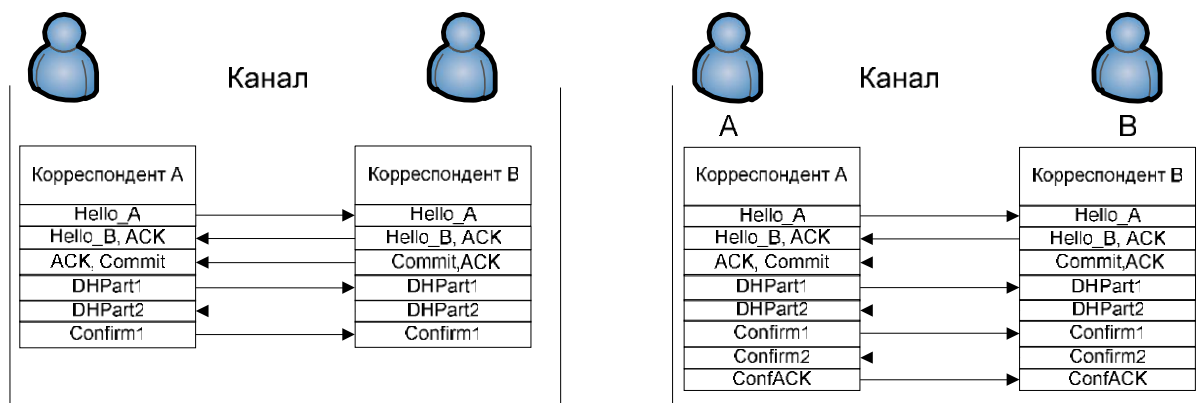 Канал
Корреспондент А
Корреспондент В
Hello_A
Hello_A
Hello_B, ACK
Hello_B, ACK
ACK, Commit
Commit,ACK
DHPart1
DHPart1
DHPart2
DHPart2
Confirm1
Confirm1
Канал
А
В
Корреспондент А
Корреспондент В
Hello_A
Hello_A
Hello_B, ACK
Hello_B, ACK
ACK, Commit
Commit,ACK
DHPart1
DHPart1
DHPart2
DHPart2
Confirm1
Confirm1
Confirm2
Confirm2
ConfACK
ConfACK